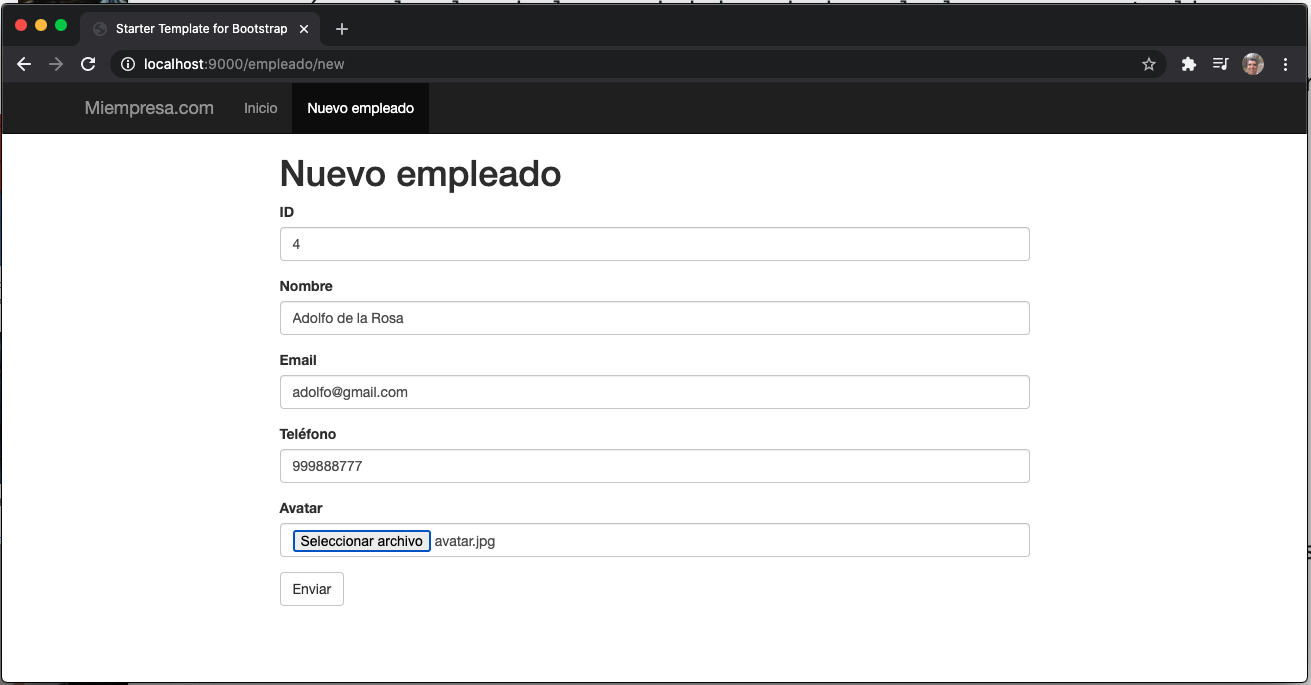 Starter Template for Bootstrap
localhost:9000/empleado/new
Miempresa.com Inicio Nuevo empleado
Nuevo empleado
ID
4
Nombre
Adolfo de la Rosa
Email
adolfo@gmail.com
Teléfono
999888777
Avatar
Seleccionar archivo avatar.jpg
Enviar